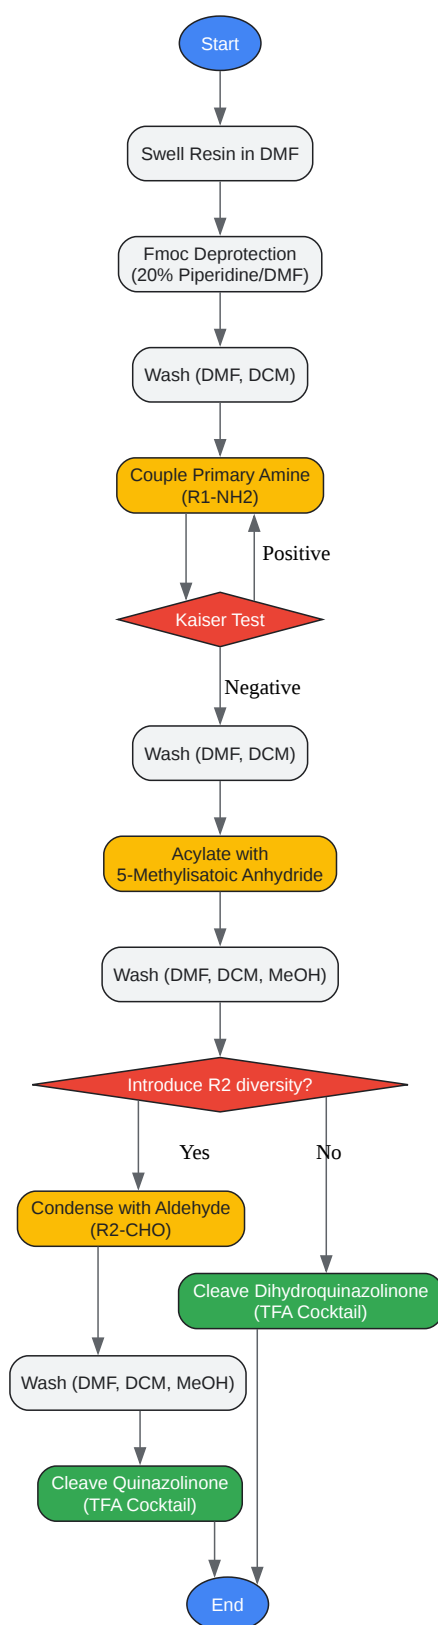 Start
Swell Resin in DMF
Fmoc Deprotection
(20% Piperidine/DMF)
Wash (DMF, DCM)
Couple Primary Amine
(R1-NH2)
Positive
Kaiser Test
Negative
Wash (DMF, DCM)
Acylate with
5-Methylisatoic Anhydride
Wash (DMF, DCM, MeOH)
Introduce R2 diversity?
Yes
No
Condense with Aldehyde
(R2-CHO)
Cleave Dihydroquinazolinone
(TFA Cocktail)
Wash (DMF, DCM, MeOH)
Cleave Quinazolinone
(TFA Cocktail)
End